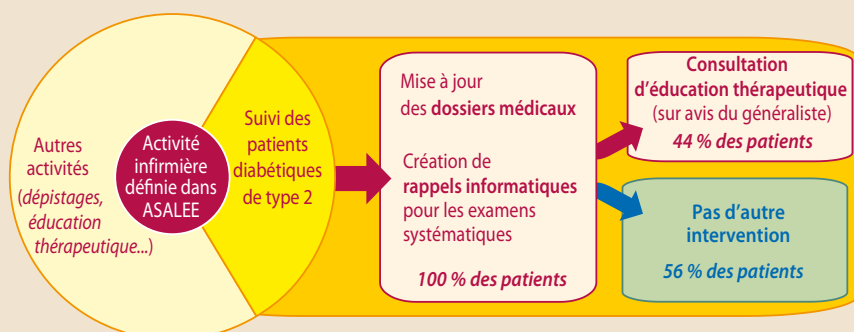 Autres
activités
(dépistages,
éducation
thérapeutique...)
Activité
infirmière
définie dans
ASALEE
Suivi des
patients
diabétiques
de type 2
Mise à jour
des dossiers médicaux
Création de
rappels informatiques
pour les examens
systématiques
100 % des patients
Consultation
d'éducation thérapeutique
(sur avis du généraliste)
44 % des patients
Pas d'autre
intervention
56 % des patients